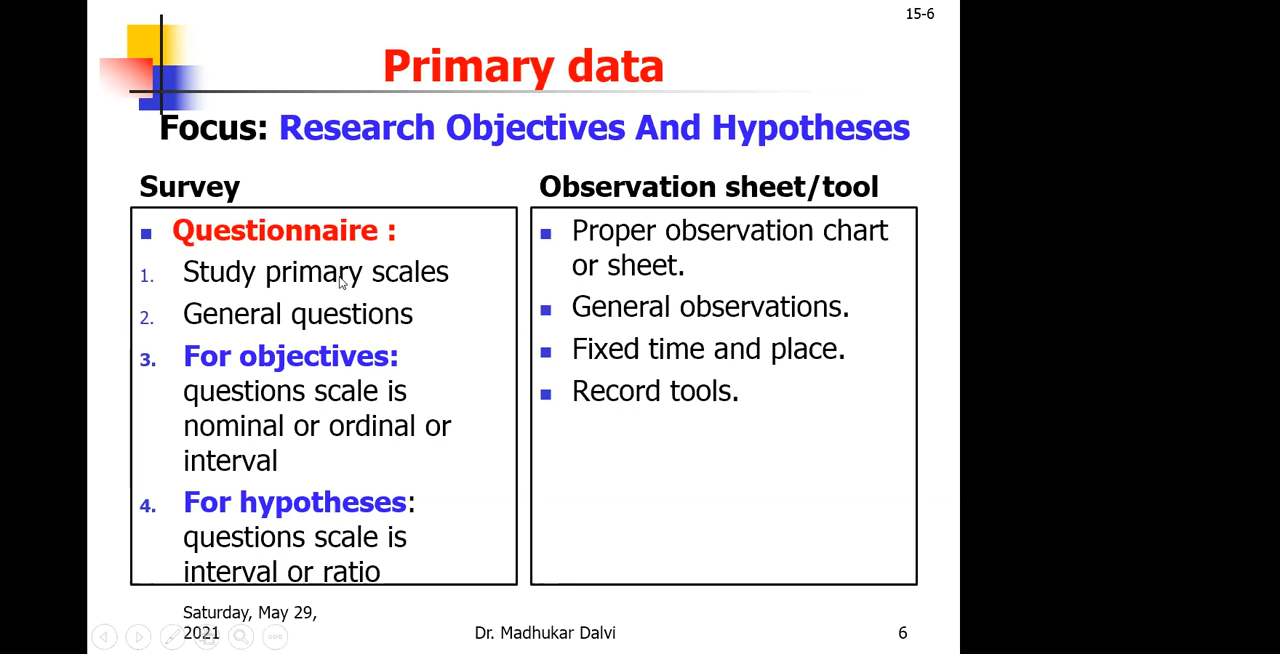 15-6
Primary data
Focus: Research Objectives And Hypotheses
Survey
■ Questionnaire :
1. Study primary scales
2. General questions
3. For objectives:
questions scale is
nominal or ordinal or
interval
4. For hypotheses:
questions scale is
interval or ratio
Observation sheet/tool
■ Proper observation chart
or sheet.
■ General observations.
■ Fixed time and place.
■ Record tools.
Saturday, May 29,
2021
Dr. Madhukar Dalvi
6